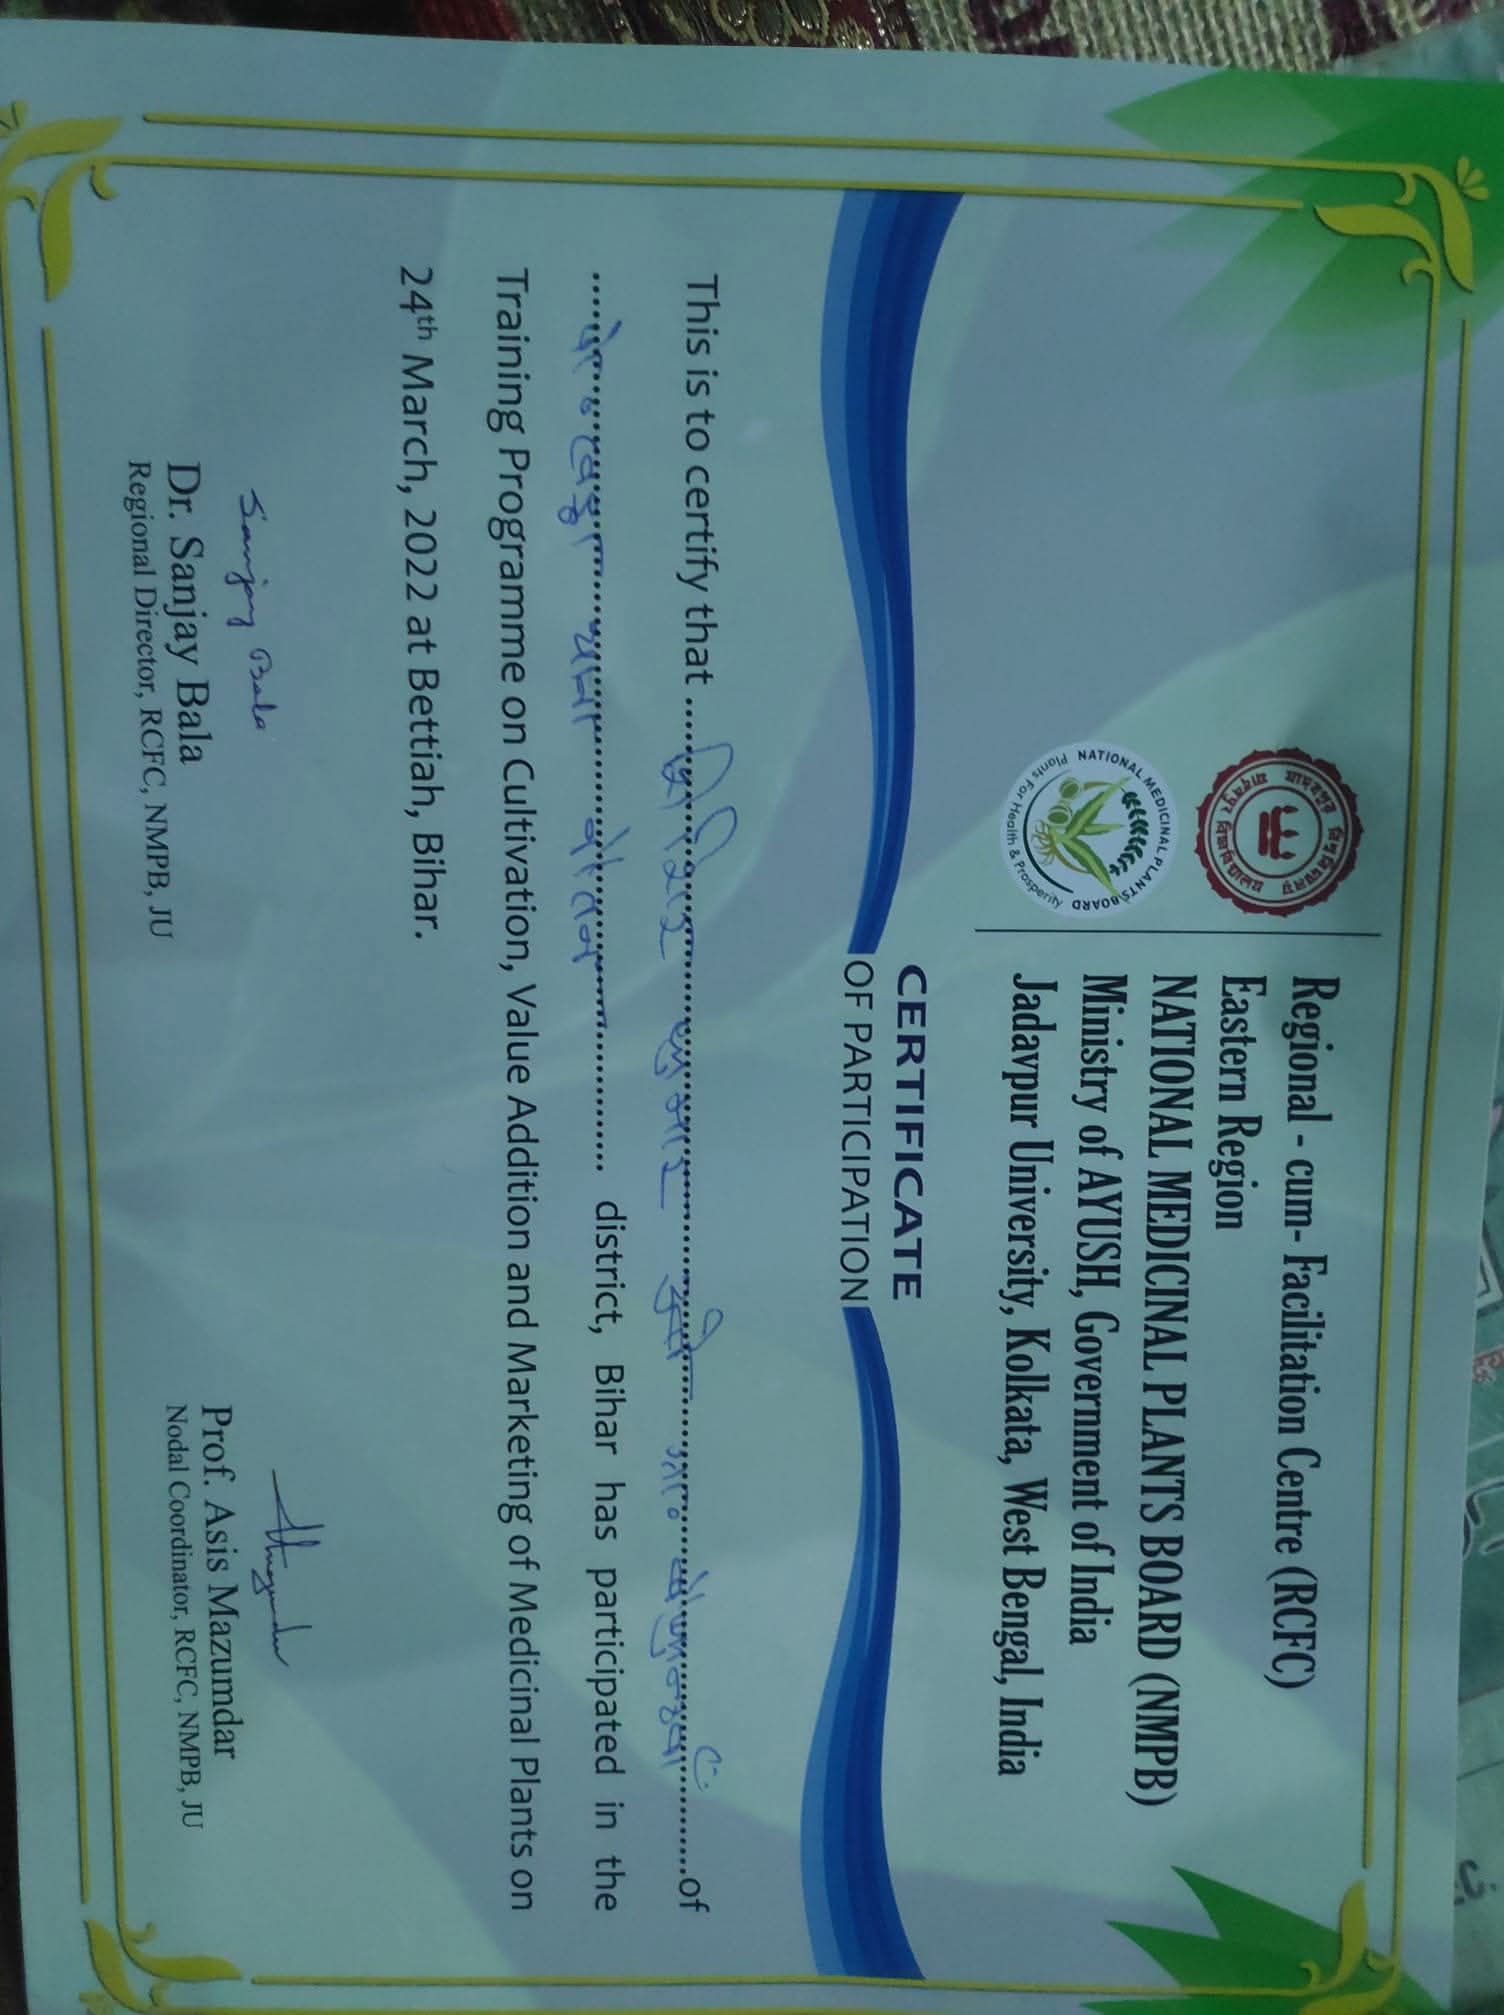 Regional - cum- Facilitation Centre (RCFC)
Eastern Region
NATIONAL MEDICINAL PLANTS BOARD (NMPB)
Ministry of AYUSH, Government of India
Jadavpur University, Kolkata, West Bengal, India
NATIONAL MEDICINAL PLANTS BOARD
Plants For Health & Prosperity
CERTIFICATE
OF PARTICIPATION
This is to certify that ...... कुमार ...... of
...... थाना ...... district, Bihar has participated in the
Training Programme on Cultivation, Value Addition and Marketing of Medicinal Plants on
24th March, 2022 at Bettiah, Bihar.
Sanjay Bala
Dr. Sanjay Bala
Regional Director, RCFC, NMPB, JU
Prof. Asis Mazumdar
Nodal Coordinator, RCFC, NMPB, JU